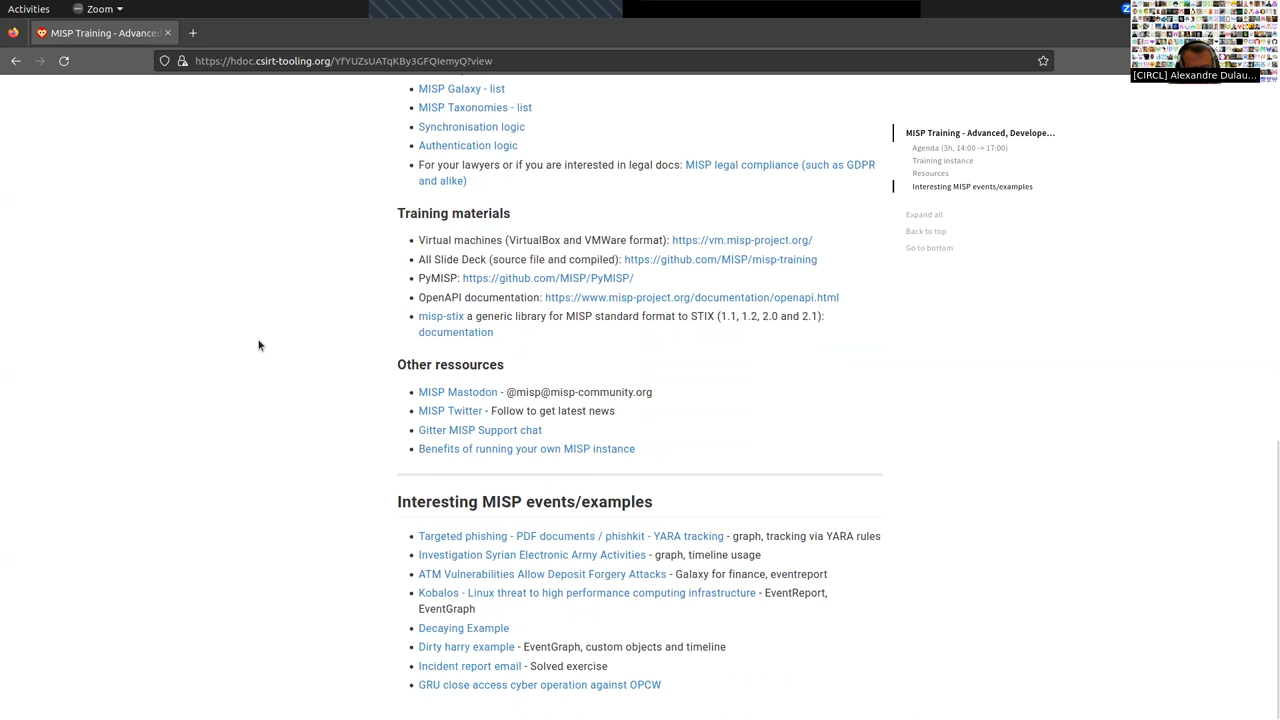 Activities
Zoom
MISP Training - Advanced
https://hdoc.csirt-tooling.org/
view
[CIRCL] Alexandre Dulau...
MISP Galaxy - list
MISP Taxonomies - list
Synchronisation logic
Authentication logic
For your lawyers or if you are interested in legal docs: MISP legal compliance (such as GDPR
and alike)
Training materials
Virtual machines (VirtualBox and VMWare format): https://vm.misp-project.org/
All Slide Deck (source file and compiled): https://github.com/MISP/misp-training
PyMISP: https://github.com/MISP/PyMISP/
OpenAPI documentation: https://www.misp-project.org/documentation/openapi.html
misp-stix a generic library for MISP standard format to STIX (1.1, 1.2, 2.0 and 2.1):
documentation
Other ressources
MISP Mastodon - @misp@misp-community.org
MISP Twitter - Follow to get latest news
Gitter MISP Support chat
Benefits of running your own MISP instance
Interesting MISP events/examples
Targeted phishing - PDF documents / phishkit - YARA tracking - graph, tracking via YARA rules
Investigation Syrian Electronic Army Activities - graph, timeline usage
ATM Vulnerabilities Allow Deposit Forgery Attacks - Galaxy for finance, eventreport
Kobalos - Linux threat to high performance computing infrastructure - EventReport,
EventGraph
Decaying Example
Dirty harry example - EventGraph, custom objects and timeline
Incident report email - Solved exercise
GRU close access cyber operation against OPCW
MISP Training - Advanced, Develope...
Agenda (3h, 14:00 -> 17:00)
Training instance
Resources
Interesting MISP events/examples
Expand all
Back to top
Go to bottom